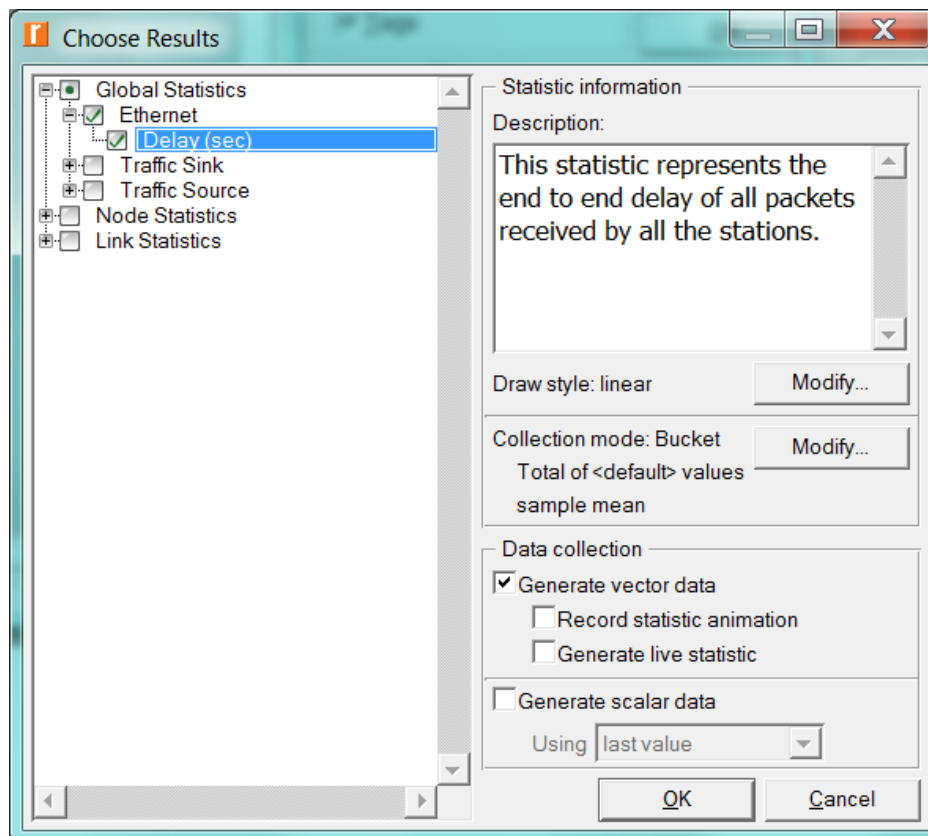 Choose Results
Global Statistics
Ethernet
Delay (sec)
Traffic Sink
Traffic Source
Node Statistics
Link Statistics
Statistic information
Description:
This statistic represents the
end to end delay of all packets
received by all the stations.
Draw style: linear
Modify...
Collection mode: Bucket
Modify...
Total of <default> values
sample mean
Data collection
Generate vector data
Record statistic animation
Generate live statistic
Generate scalar data
Using last value
OK
Cancel